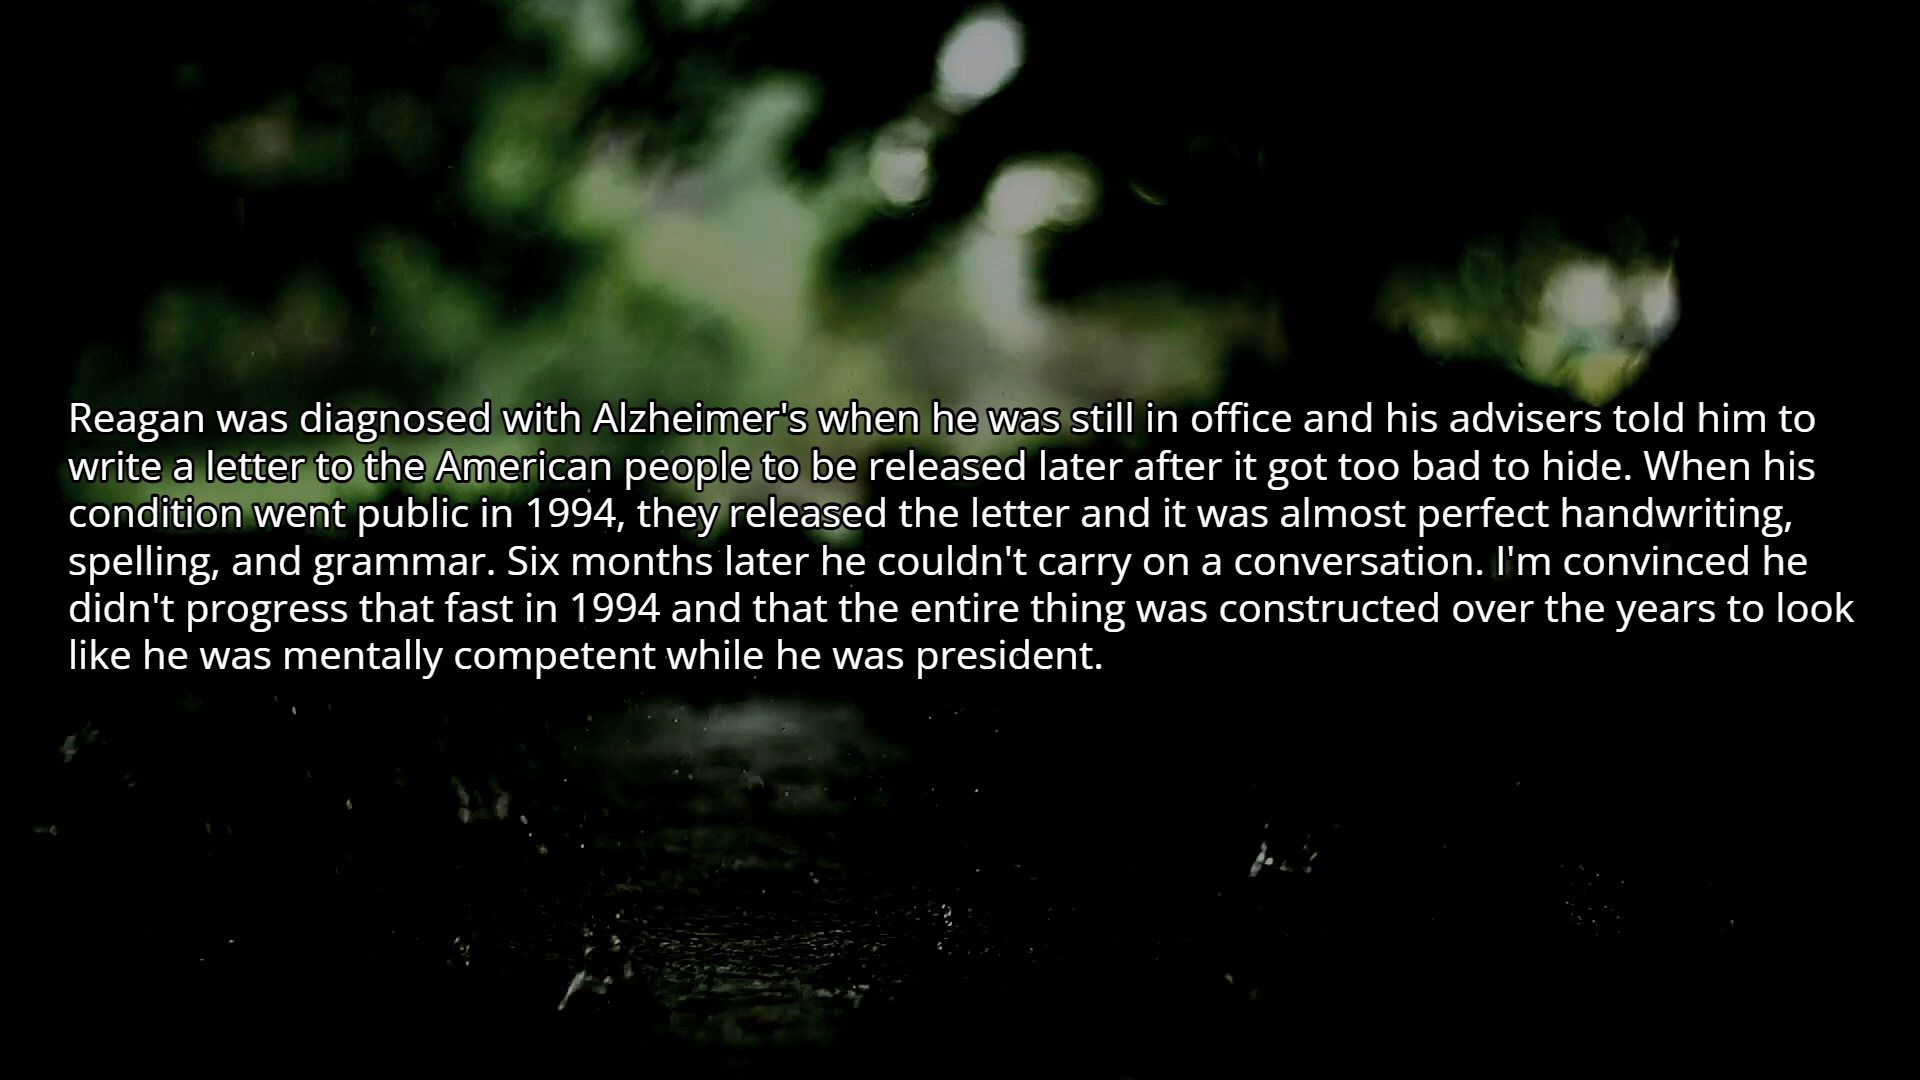 Reagan was diagnosed with Alzheimer's when he was still in office and his advisers told him to
write a letter to the American people to be released later after it got too bad to hide. When his
condition went public in 1994, they released the letter and it was almost perfect handwriting,
spelling, and grammar. Six months later he couldn't carry on a conversation. I'm convinced he
didn't progress that fast in 1994 and that the entire thing was constructed over the years to look
like he was mentally competent while he was president.